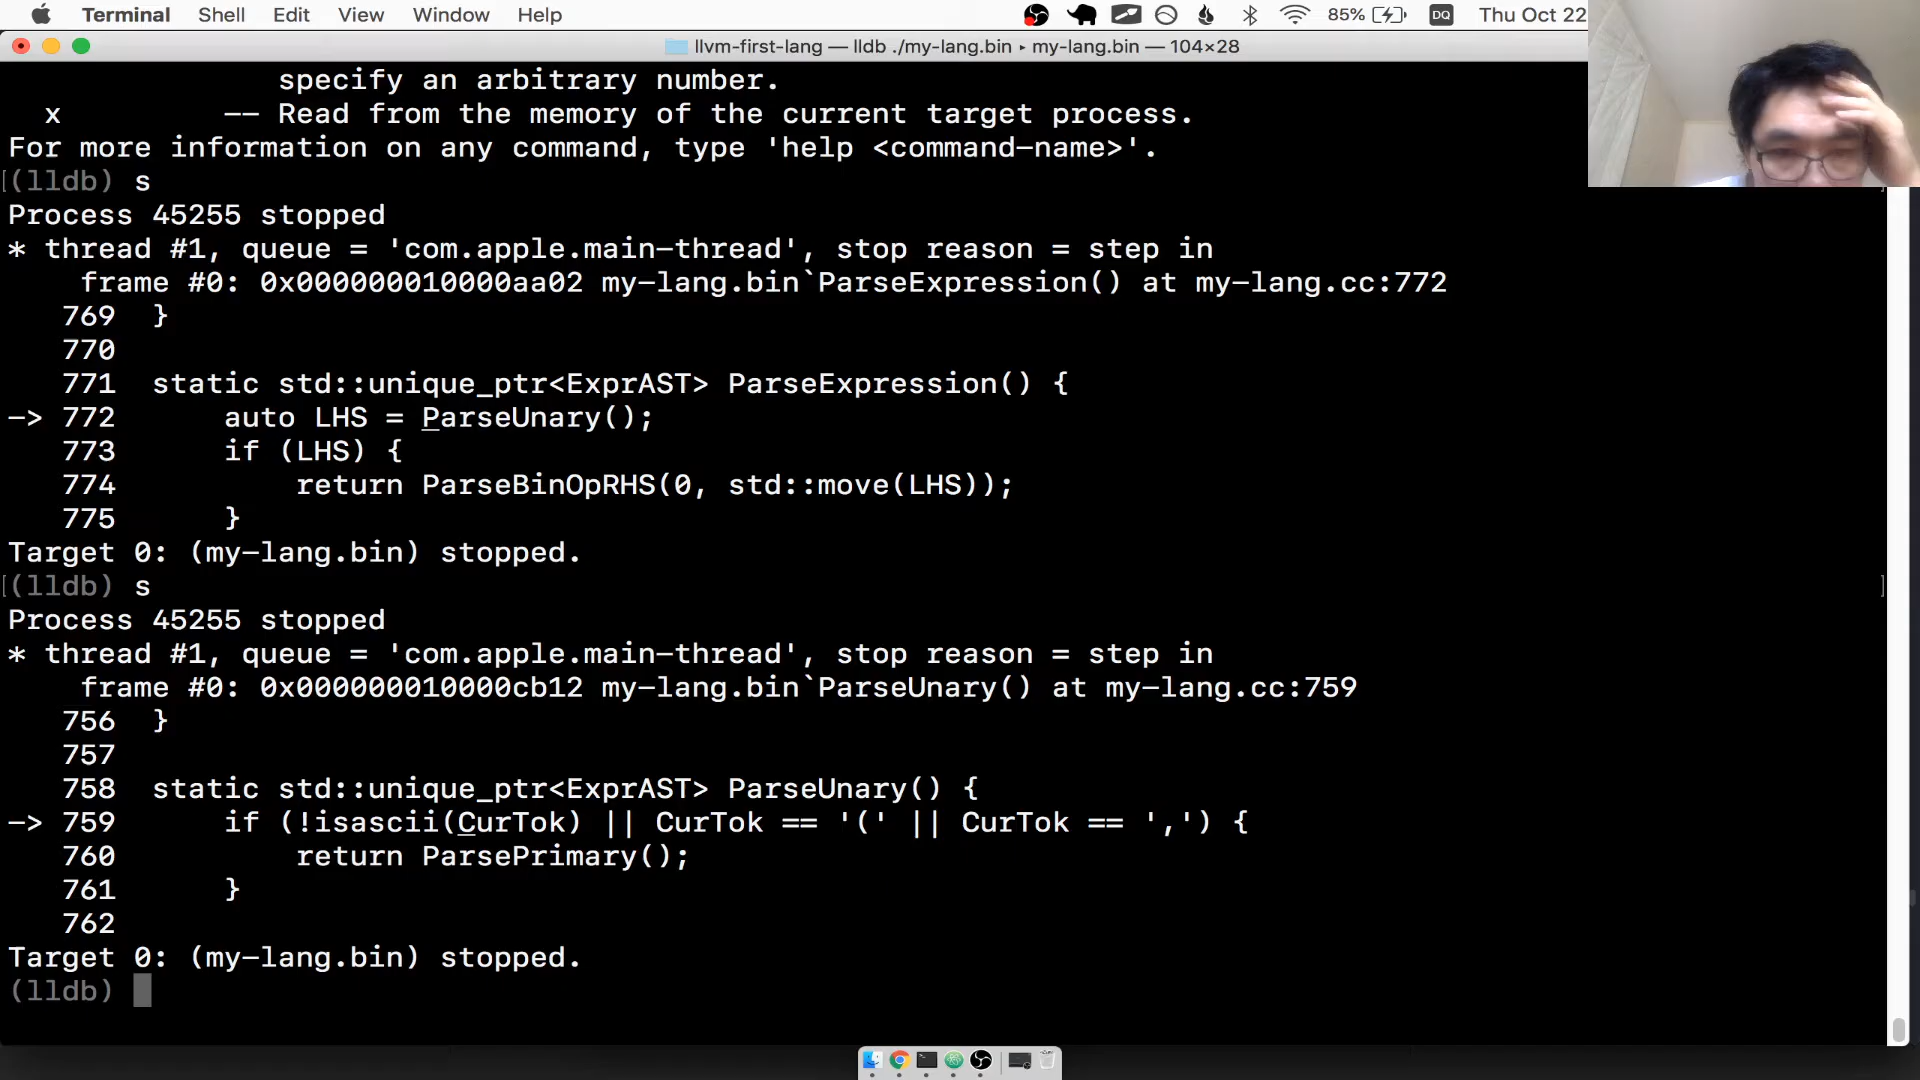 Terminal Shell Edit View Window Help 85% DQ Thu Oct 22
llvm-first-lang — lldb ./my-lang.bin ▸ my-lang.bin — 104×28
specify an arbitrary number.
x -- Read from the memory of the current target process.
For more information on any command, type 'help <command-name>'.
(lldb) s
Process 45255 stopped
* thread #1, queue = 'com.apple.main-thread', stop reason = step in
frame #0: 0x000000010000aa02 my-lang.bin`ParseExpression() at my-lang.cc:772
769 }
770
771 static std::unique_ptr<ExprAST> ParseExpression() {
-> 772 auto LHS = ParseUnary();
773 if (LHS) {
774 return ParseBinOpRHS(0, std::move(LHS));
775 }
Target 0: (my-lang.bin) stopped.
(lldb) s
Process 45255 stopped
* thread #1, queue = 'com.apple.main-thread', stop reason = step in
frame #0: 0x000000010000cb12 my-lang.bin`ParseUnary() at my-lang.cc:759
756 }
757
758 static std::unique_ptr<ExprAST> ParseUnary() {
-> 759 if (!isascii(CurTok) || CurTok == '(' || CurTok == ',') {
760 return ParsePrimary();
761 }
762
Target 0: (my-lang.bin) stopped.
(lldb)